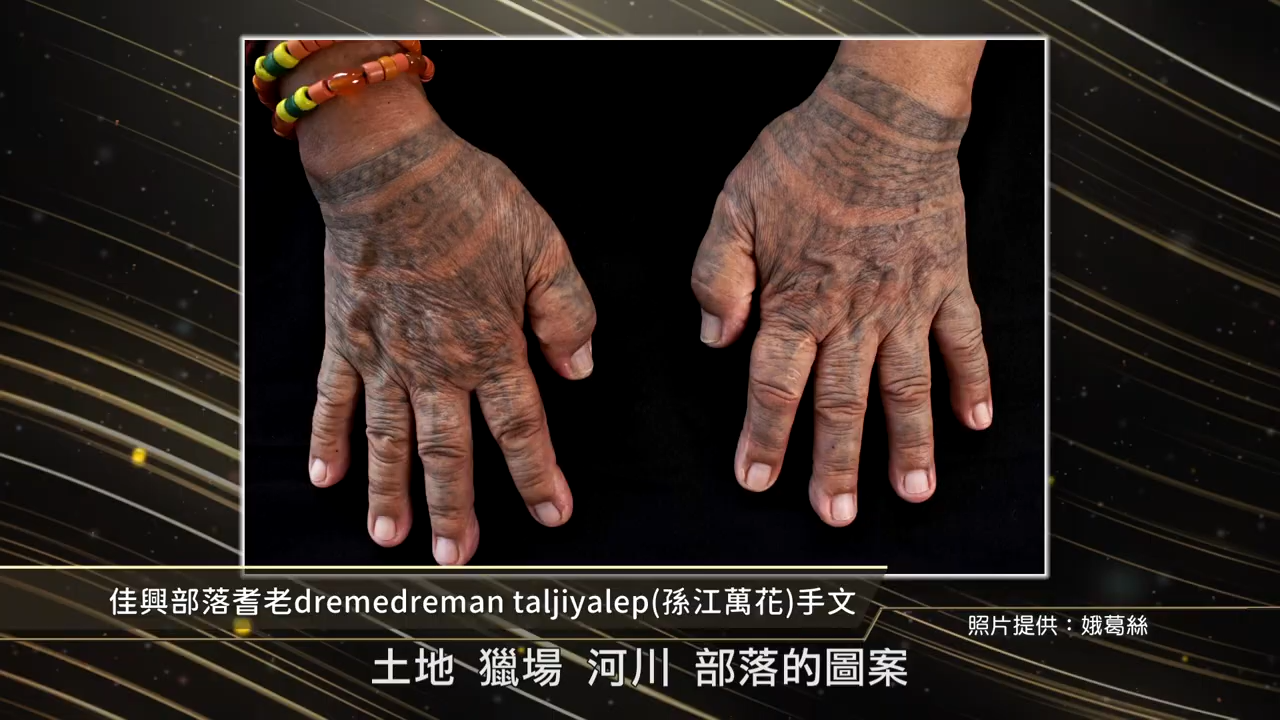 佳興部落耆老dremedreman taljiyalep(孫江萬花)手文
照片提供：娥葛絲
土地 獵場 河川 部落的圖案